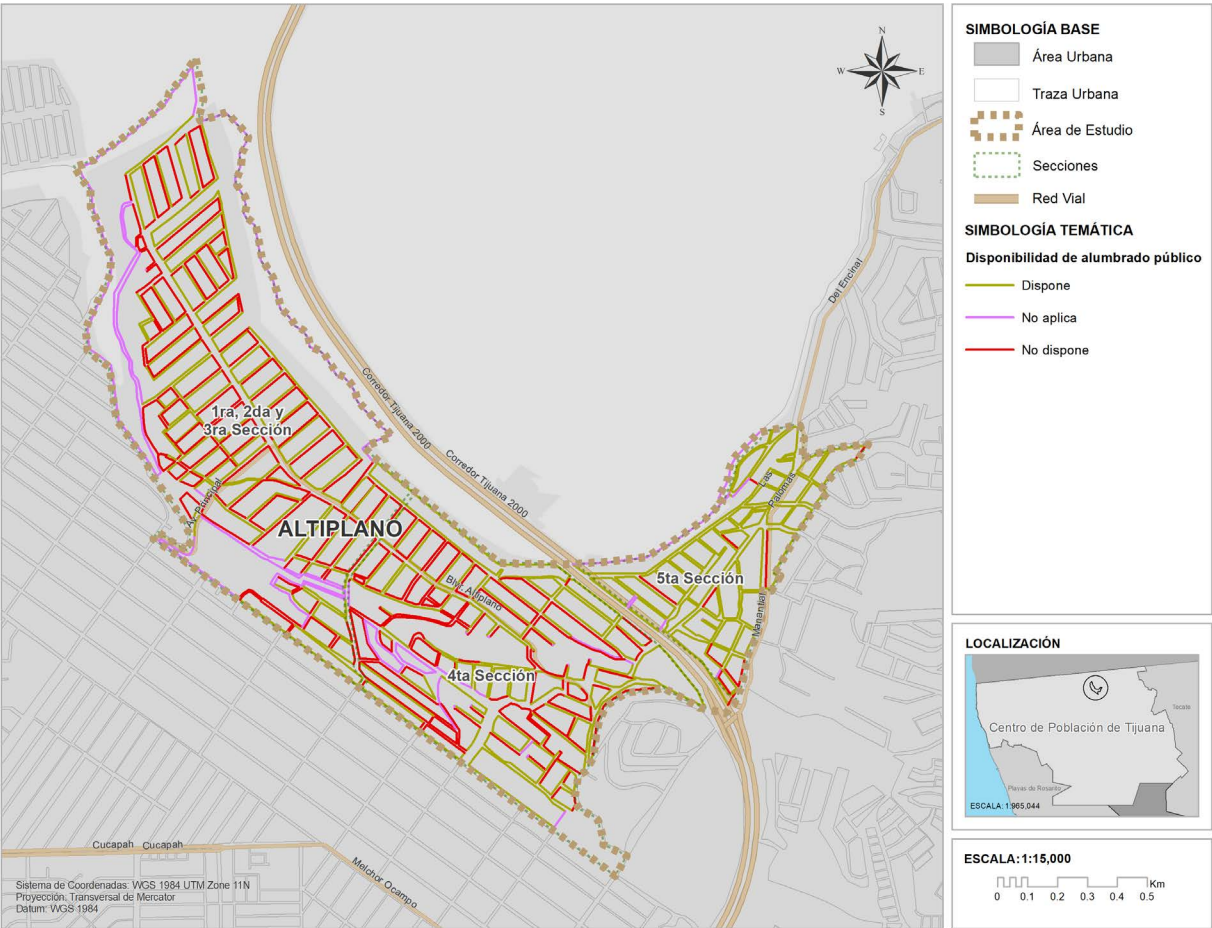 N
W
E
S
Del Encinal
Corredor Tijuana 2000
Corredor Tijuana 2000
1ra, 2da y
3ra Sección
Av. Principal
ALTIPLANO
Blvd. Altiplano
Las
Palomas
5ta Sección
Manantial
4ta Sección
Cucapah
Cucapah
Melchor Ocampo
Sistema de Coordenadas: WGS 1984 UTM Zone 11N
Proyección: Transversal de Mercator
Datum: WGS 1984
SIMBOLOGÍA BASE
Área Urbana
Traza Urbana
Área de Estudio
Secciones
Red Vial
SIMBOLOGÍA TEMÁTICA
Disponibilidad de alumbrado público
Dispone
No aplica
No dispone
LOCALIZACIÓN
Tecate
Centro de Población de Tijuana
Playas de Rosarito
ESCALA: 1:965,044
ESCALA: 1:15,000
Km
0 0.1 0.2 0.3 0.4 0.5